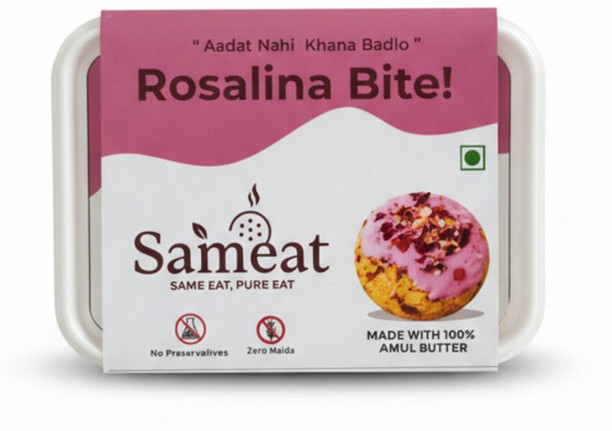 " Aadat Nahi Khana Badlo "
Rosalina Bite!
Sameat
SAME EAT, PURE EAT
No Prasarvalives
Zero Maida
MADE WITH 100%
AMUL BUTTER